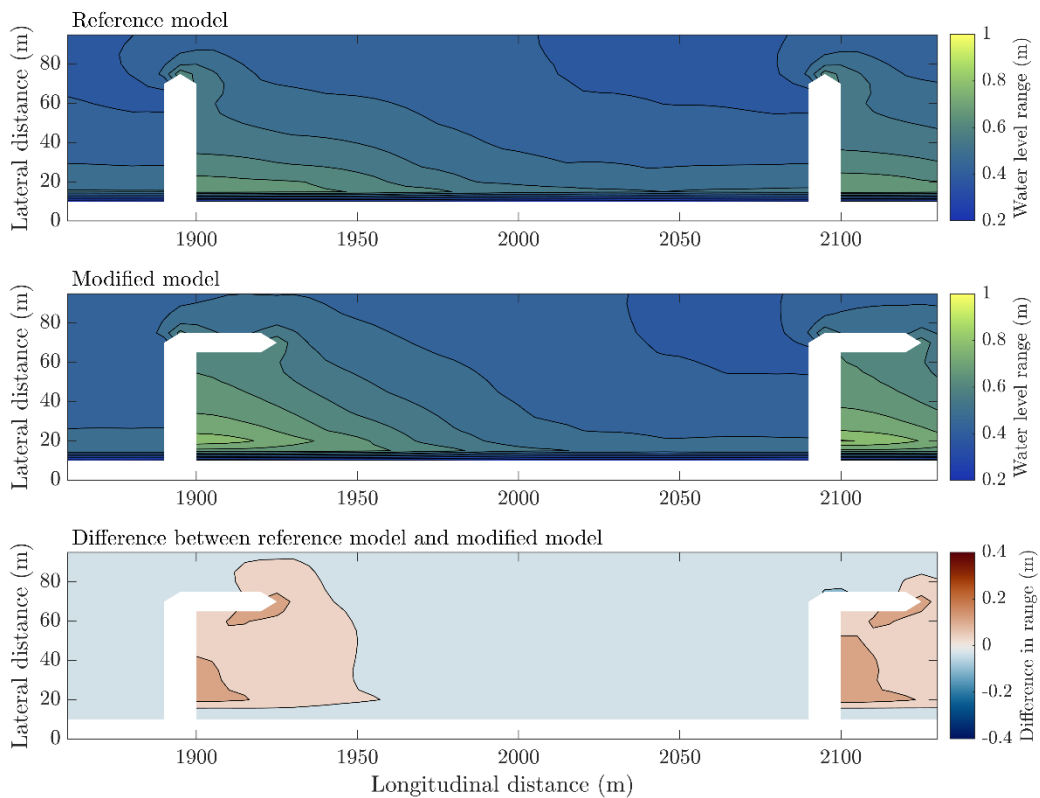 Reference model
Lateral distance (m)
80
60
40
20
0
1900 1950 2000 2050 2100
1
0.8
0.6
0.4
0.2
Water level range (m)
Modified model
Lateral distance (m)
80
60
40
20
0
1900 1950 2000 2050 2100
1
0.8
0.6
0.4
0.2
Water level range (m)
Difference between reference model and modified model
Lateral distance (m)
80
60
40
20
0
1900 1950 2000 2050 2100
Longitudinal distance (m)
0.4
0.2
0
-0.2
-0.4
Difference in range (m)